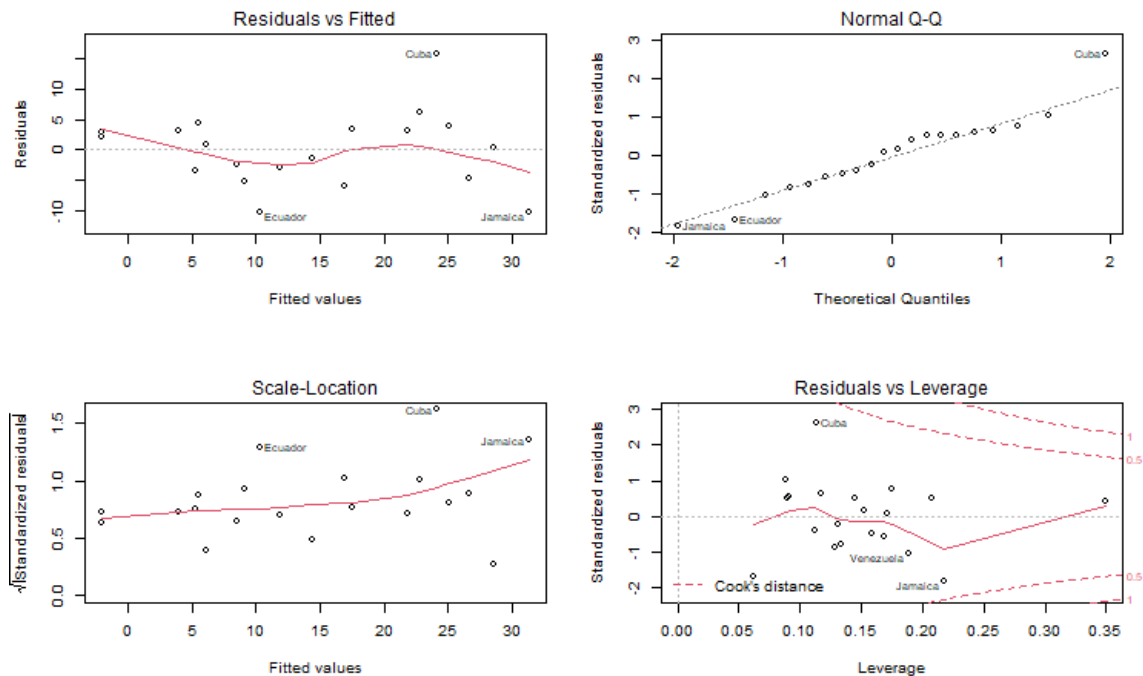 Residuals vs Fitted
Residuals
10
5
0
-10
Cuba
Ecuador
Jamaica
0 5 10 15 20 25 30
Fitted values
Normal Q-Q
Standardized residuals
3
2
1
0
-1
-2
Cuba
Jamaica
Ecuador
-2 -1 0 1 2
Theoretical Quantiles
Scale-Location
√|Standardized residuals
1.5
1.0
0.5
0.0
Cuba
Ecuador
Jamaica
0 5 10 15 20 25 30
Fitted values
Residuals vs Leverage
Standardized residuals
3
2
1
0
-1
-2
Cuba
Venezuela
Jamaica
Cook's distance
1
0.5
0.5
1
0.00 0.05 0.10 0.15 0.20 0.25 0.30 0.35
Leverage